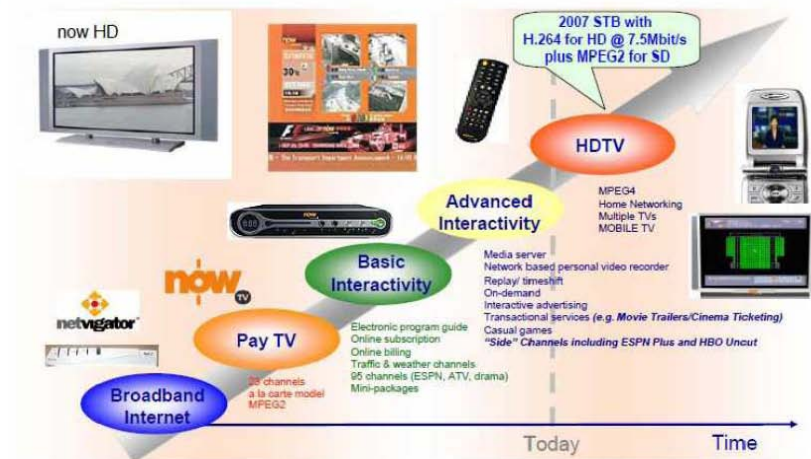 now HD
2007 STB with
H.264 for HD @ 7.5Mbit/s
plus MPEG2 for SD
HDTV
MPEG4
Home Networking
Multiple TVs
MOBILE TV
Advanced
Interactivity
Media server
Network based personal video recorder
Replay/ timeshift
On-demand
Interactive advertising
Transactional services (e.g. Movie Trailers/Cinema Ticketing)
Casual games
"Side" Channels including ESPN Plus and HBO Uncut
Basic
Interactivity
Electronic program guide
Online subscription
Online billing
Traffic & weather channels
95 channels (ESPN, ATV, drama)
Mini-packages
now
TV
Pay TV
23 channels
a la carte model
MPEG2
netvigator
Broadband
Internet
Today
Time